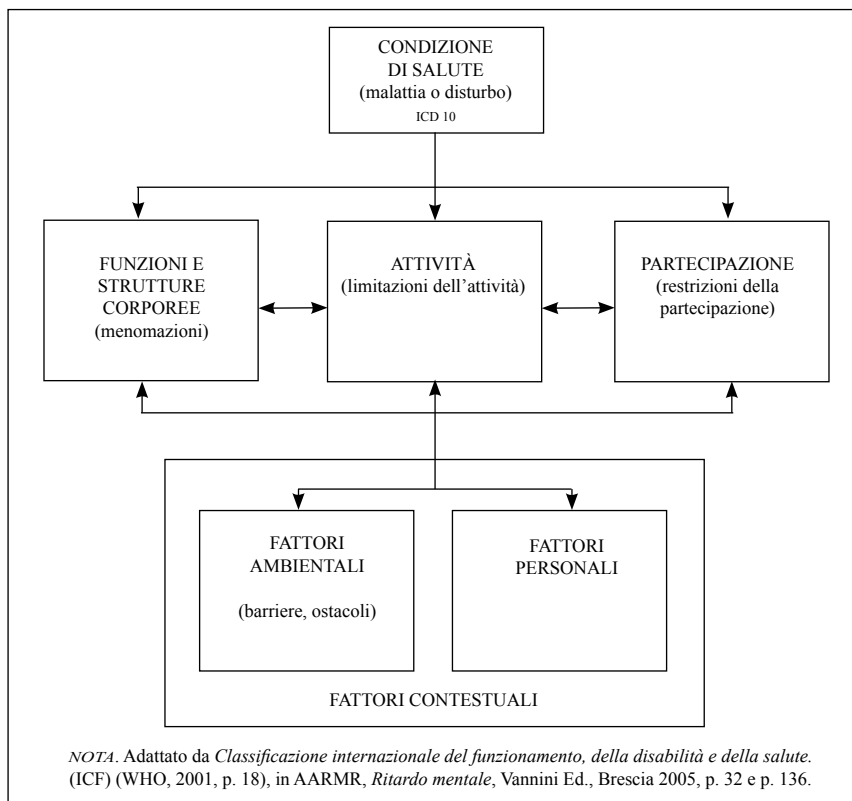 CONDIZIONE
DI SALUTE
(malattia o disturbo)
ICD 10
FUNZIONI E
STRUTTURE
CORPOREE
(menomazioni)
ATTIVITÀ
(limitazioni dell’attività)
PARTECIPAZIONE
(restrizioni della
partecipazione)
FATTORI
AMBIENTALI
(barriere, ostacoli)
FATTORI
PERSONALI
FATTORI CONTESTUALI
NOTA. Adattato da Classificazione internazionale del funzionamento, della disabilità e della salute.
(ICF) (WHO, 2001, p. 18), in AARMR, Ritardo mentale, Vannini Ed., Brescia 2005, p. 32 e p. 136.